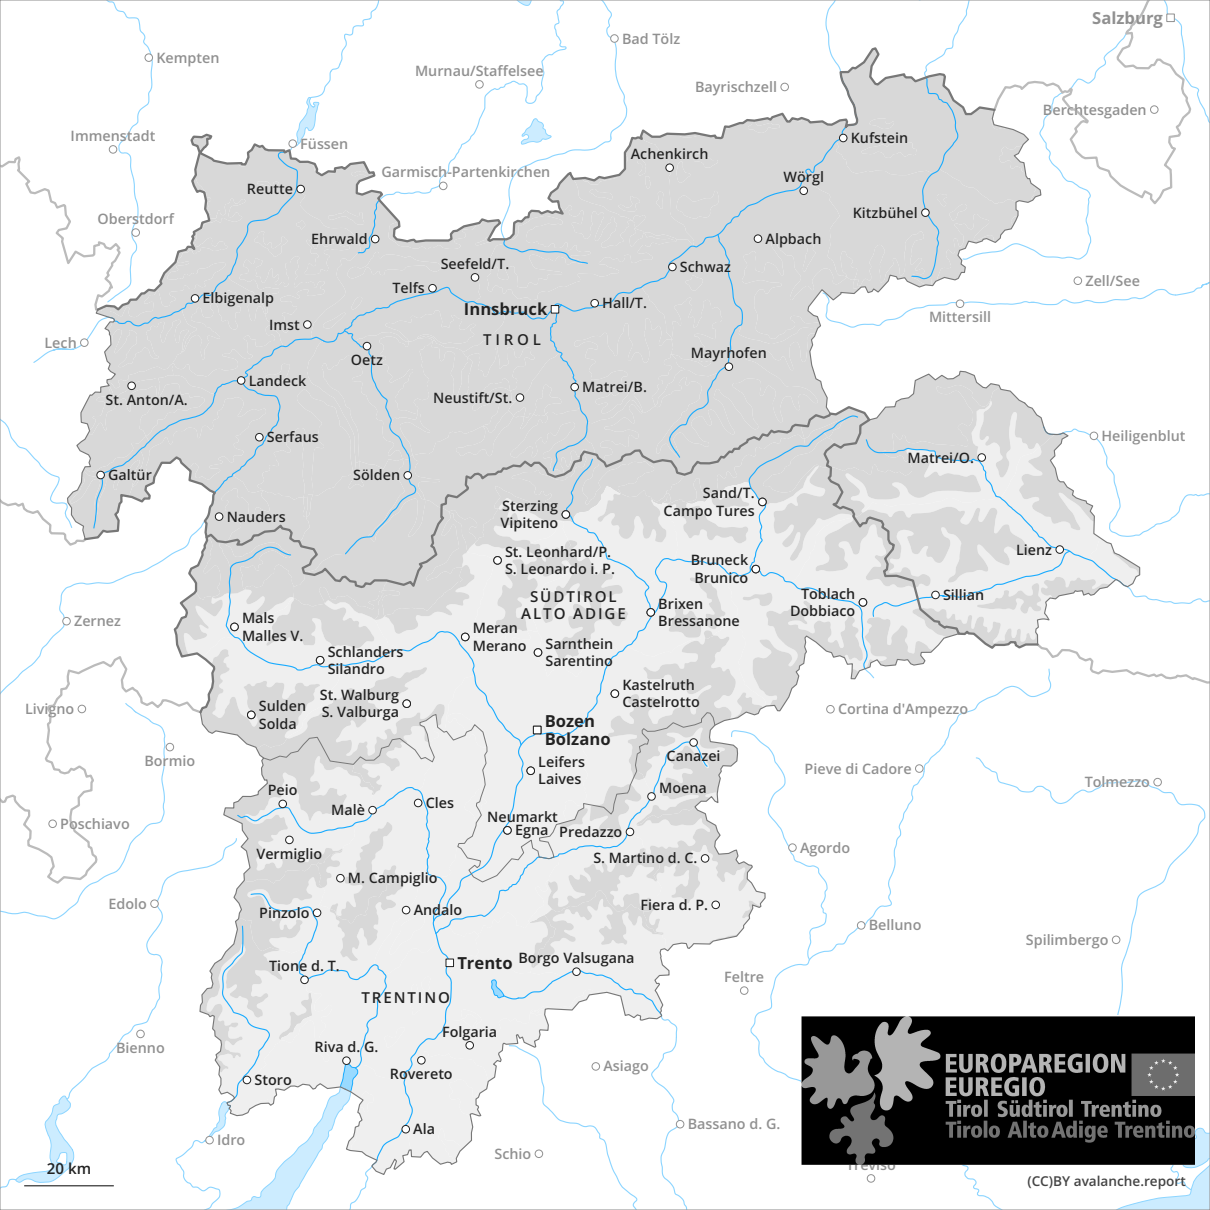 Salzburg
Bad Tölz
Kempten
Murnau/Staffelsee
Bayrischzell
Berchtesgaden
Immenstadt
Füssen
Kufstein
Achenkirch
Garmisch-Partenkirchen
Wörgl
Reutte
Oberstdorf
Kitzbühel
Ehrwald
Alpbach
Seefeld/T.
Schwaz
Zell/See
Telfs
Elbigenalp
Hall/T.
Innsbruck
Mittersill
Imst
TIROL
Lech
Mayrhofen
Oetz
Landeck
Matrei/B.
St. Anton/A.
Neustift/St.
Serfaus
Heiligenblut
Matrei/O.
Galtür
Sölden
Sand/T.
Campo Tures
Sterzing
Vipiteno
Nauders
Lienz
St. Leonhard/P.
S. Leonardo i. P.
Bruneck
Brunico
SÜDTIROL
ALTO ADIGE
Toblach
Dobbiaco
Sillian
Brixen
Bressanone
Mals
Malles V.
Zernez
Meran
Merano
Sarnthein
Sarentino
Schlanders
Silandro
Kastelruth
Castelrotto
St. Walburg
S. Valburga
Sulden
Solda
Livigno
Cortina d'Ampezzo
Bozen
Bolzano
Bormio
Canazei
Leifers
Laives
Pieve di Cadore
Tolmezzo
Peio
Moena
Malè
Cles
Neumarkt
Egna
Predazzo
Poschiavo
Vermiglio
S. Martino d. C.
Agordo
M. Campiglio
Edolo
Pinzolo
Andalo
Fiera d. P.
Belluno
Spilimbergo
Borgo Valsugana
Trento
Tione d. T.
Feltre
TRENTINO
Folgaria
Bienno
Riva d. G.
Rovereto
Asiago
Storo
EUROPAREGION
EUREGIO
Tirol Südtirol Trentino
Tirolo Alto Adige Trentino
Ala
Idro
Bassano d. G.
Schio
Treviso
20 km
(CC)BY avalanche.report